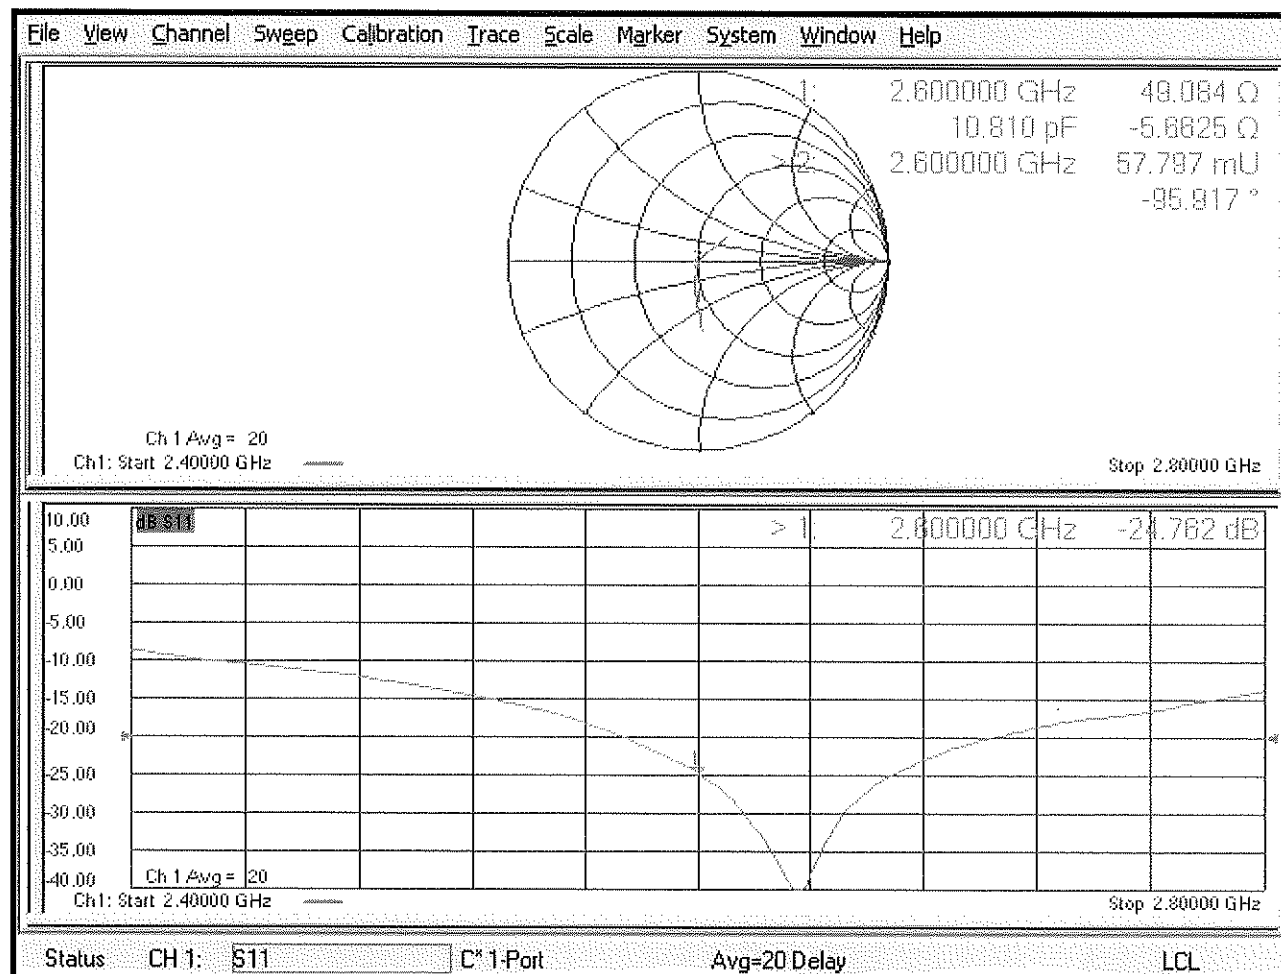 File View Channel Sweep Calibration Trace Scale Marker System Window Help
1: 2.600000 GHz 49.084 Ω
10.810 pF -5.6625 Ω
> 2: 2.600000 GHz 57.797 mU
-95.917 °
Ch 1 Avg = 20
Ch1: Start 2.40000 GHz Stop 2.80000 GHz
10.00 dB S11 > 1: 2.600000 GHz -24.762 dB
5.00
0.00
-5.00
-10.00
-15.00
-20.00
-25.00
-30.00
-35.00
-40.00 Ch 1 Avg = 20
Ch1: Start 2.40000 GHz Stop 2.80000 GHz
Status CH 1: S11 C* 1-Port Avg=20 Delay LCL